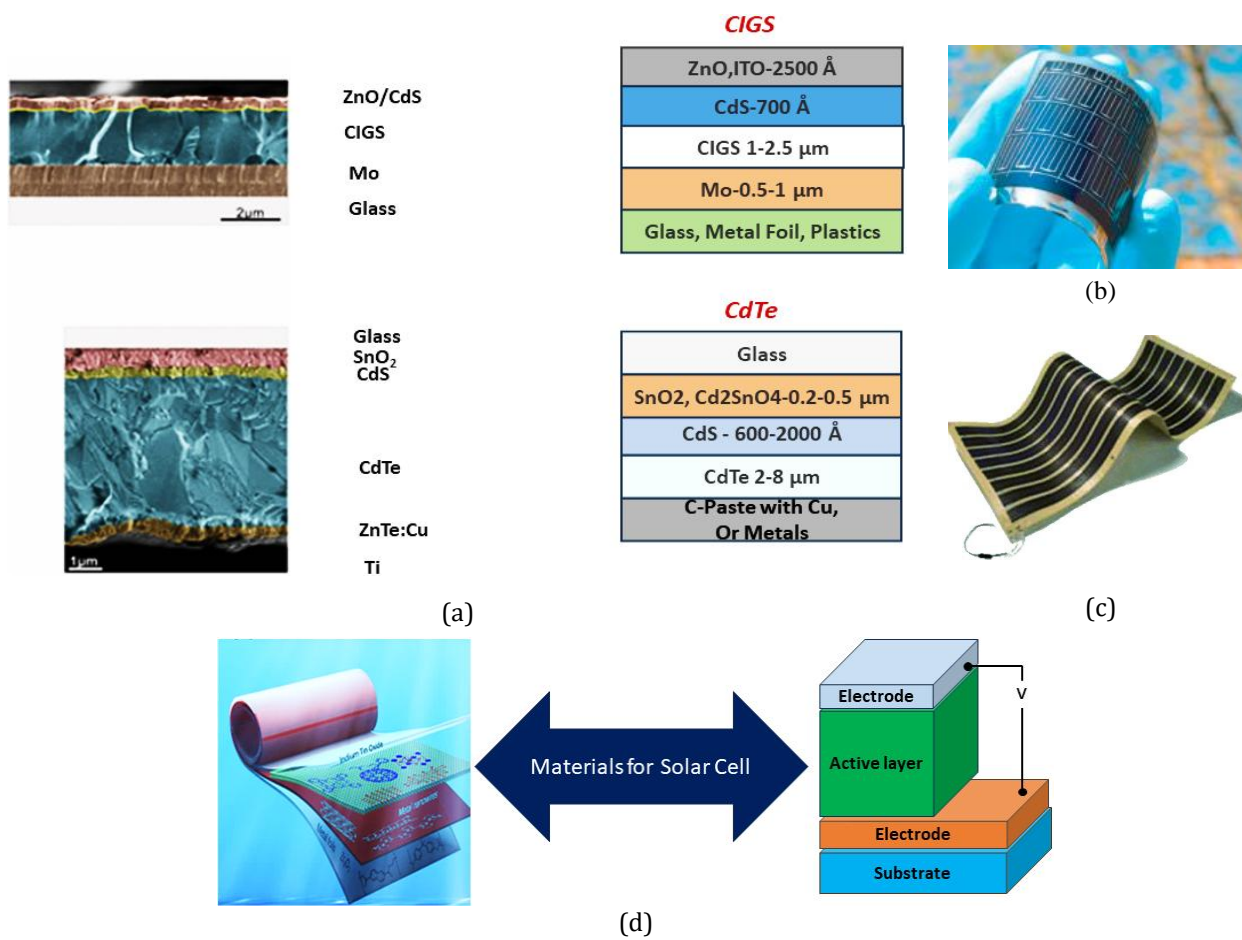 CIGS
ZnO/CdS
CIGS
Mo
Glass
2μm
ZnO,ITO-2500 Å
CdS-700 Å
CIGS 1-2.5 μm
Mo-0.5-1 μm
Glass, Metal Foil, Plastics
(b)
CdTe
Glass
SnO2
CdS
CdTe
ZnTe:Cu
Ti
1μm
Glass
SnO2, Cd2SnO4-0.2-0.5 μm
CdS - 600-2000 Å
CdTe 2-8 μm
C-Paste with Cu,
Or Metals
(a)
(c)
Indium Tin Oxide
Materials for Solar Cell
Electrode
V
Active layer
Electrode
Substrate
(d)